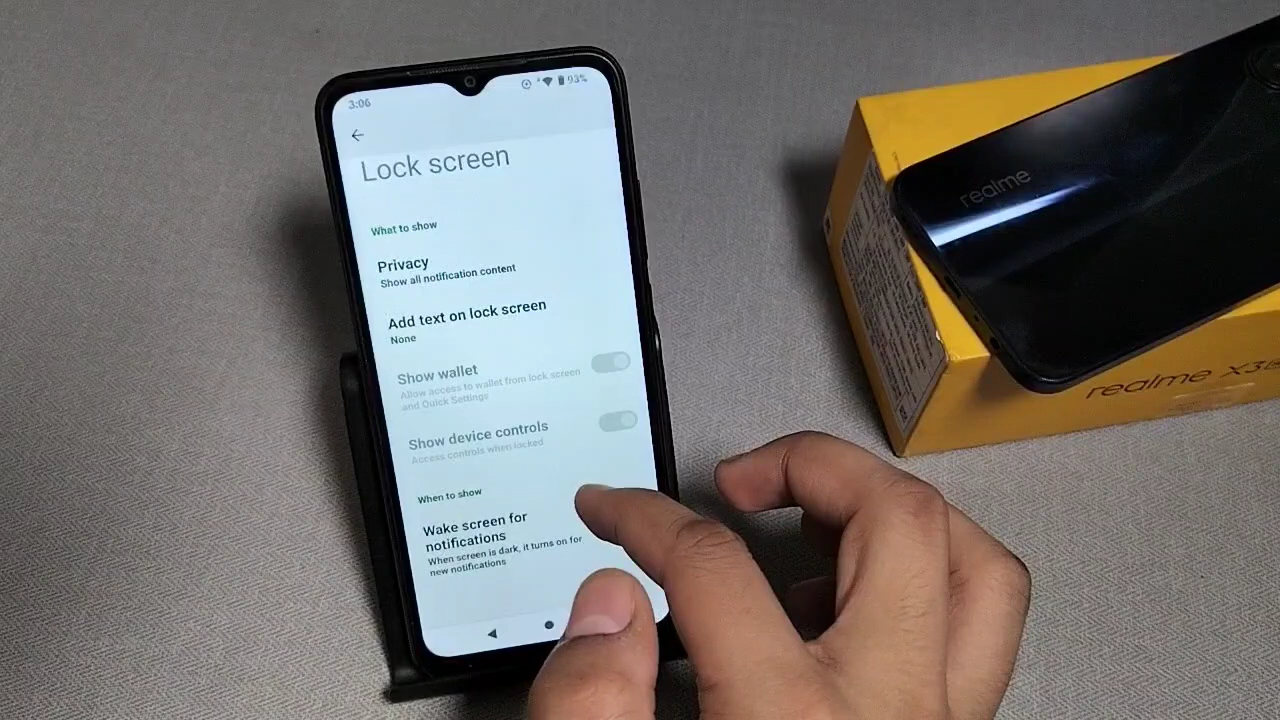 3:06
93%
Lock screen
What to show
Privacy
Show all notification content
Add text on lock screen
None
Show wallet
Allow access to wallet from lock screen
and Quick Settings
Show device controls
Access controls when locked
When to show
Wake screen for
notifications
When screen is dark, it turns on for
new notifications
realme
realme X3